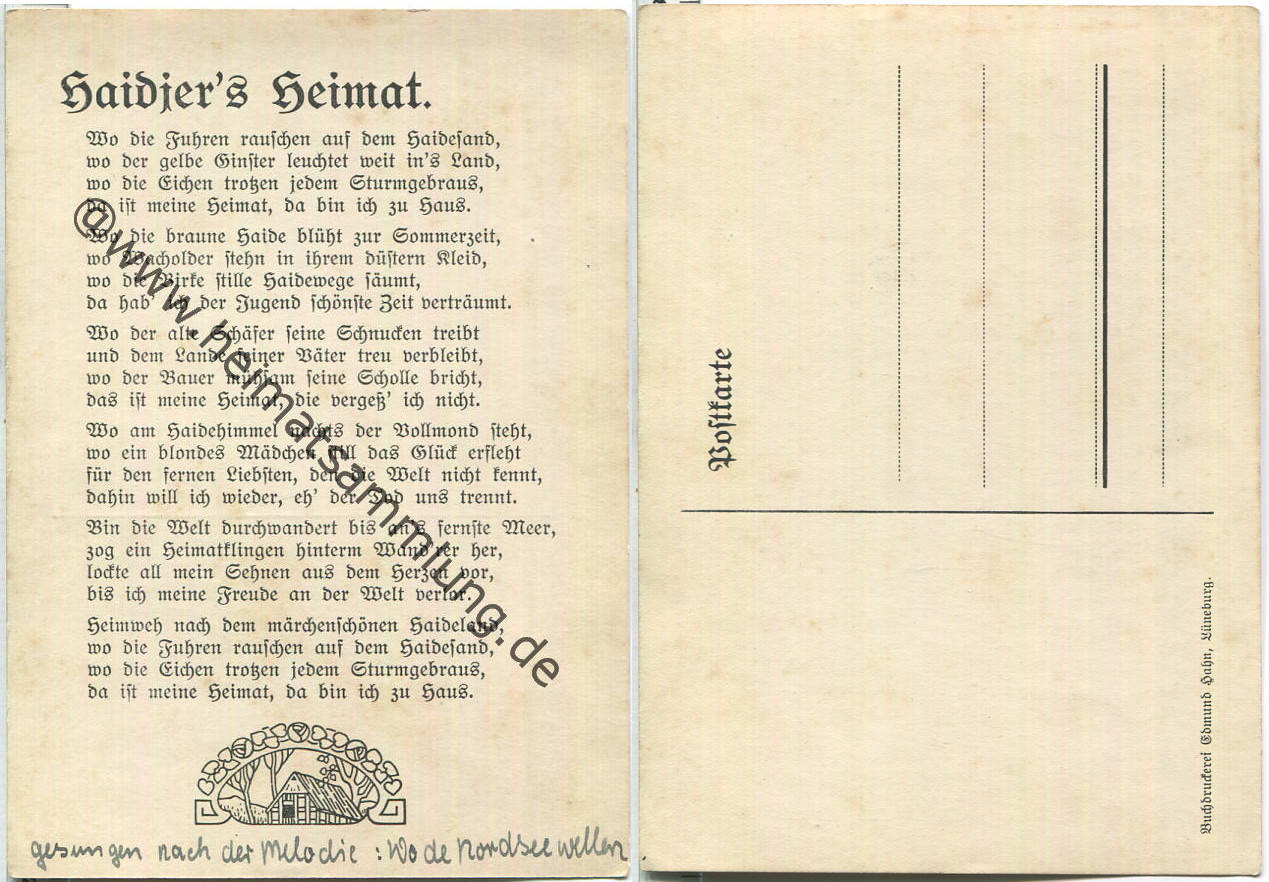 Haidjer's Heimat.
Wo die Fuhren rauschen auf dem Haidesand,
wo der gelbe Ginster leuchtet weit in's Land,
wo die Eichen trotzen jedem Sturmgebraus,
da ist meine Heimat, da bin ich zu Haus.
Wo die braune Haide blüht zur Sommerzeit,
wo Wacholder stehn in ihrem düstern Kleid,
wo die Birke stille Haidewege säumt,
da hab' ich der Jugend schönste Zeit verträumt.
Wo der alte Schäfer seine Schnucken treibt
und dem Lande seiner Väter treu verbleibt,
wo der Bauer mühsam seine Scholle bricht,
das ist meine Heimat, die vergeß' ich nicht.
Wo am Haidehimmel nachts der Vollmond steht,
wo ein blondes Mädchen still das Glück erfleht
für den fernen Liebsten, den die Welt nicht kennt,
dahin will ich wieder, eh' der Tod uns trennt.
Bin die Welt durchwandert bis an's fernste Meer,
zog ein Heimatklingen hinterm Wand'rer her,
lockte all mein Sehnen aus dem Herzen vor,
bis ich meine Freude an der Welt verlor.
Heimweh nach dem märchenschönen Haideland,
wo die Fuhren rauschen auf dem Haidesand,
wo die Eichen trotzen jedem Sturmgebraus,
da ist meine Heimat, da bin ich zu Haus.
gesungen nach der Melodie : Wo de Nordseewellen
@www.heimatsammlung.de
Postkarte
Buchdruckerei Edmund Hahn, Lüneburg.